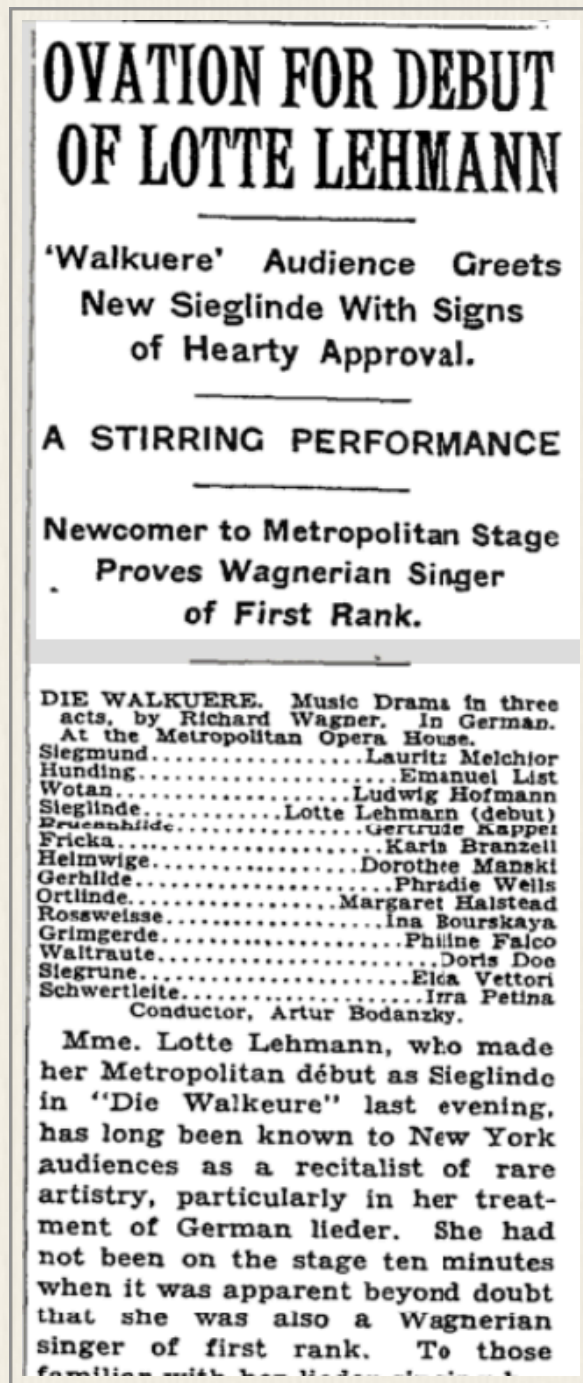 OVATION FOR DEBUT
OF LOTTE LEHMANN
'Walkuere' Audience Greets
New Sieglinde With Signs
of Hearty Approval.
A STIRRING PERFORMANCE
Newcomer to Metropolitan Stage
Proves Wagnerian Singer
of First Rank.
DIE WALKUERE. Music Drama in three
acts, by Richard Wagner. In German.
At the Metropolitan Opera House.
Siegmund....................Lauritz Melchior
Hunding........................Emanuel List
Wotan......................Ludwig Hofmann
Sieglinde.............Lotte Lehmann (debut)
Bruennhilde...................Gertrude Kappel
Fricka.........................Karin Branzell
Helmwige...................Dorothee Manski
Gerhilde.......................Phradie Wells
Ortlinde...................Margaret Halstead
Rossweisse....................Ina Bourskaya
Grimgerde.....................Philine Falco
Waltraute........................Doris Doe
Siegrune........................Elda Vettori
Schwertleite......................Irra Petina
Conductor, Artur Bodanzky.
Mme. Lotte Lehmann, who made
her Metropolitan début as Sieglinde
in "Die Walkeure" last evening,
has long been known to New York
audiences as a recitalist of rare
artistry, particularly in her treat-
ment of German lieder. She had
not been on the stage ten minutes
when it was apparent beyond doubt
that she was also a Wagnerian
singer of first rank. To those
familiar with her lieder singing